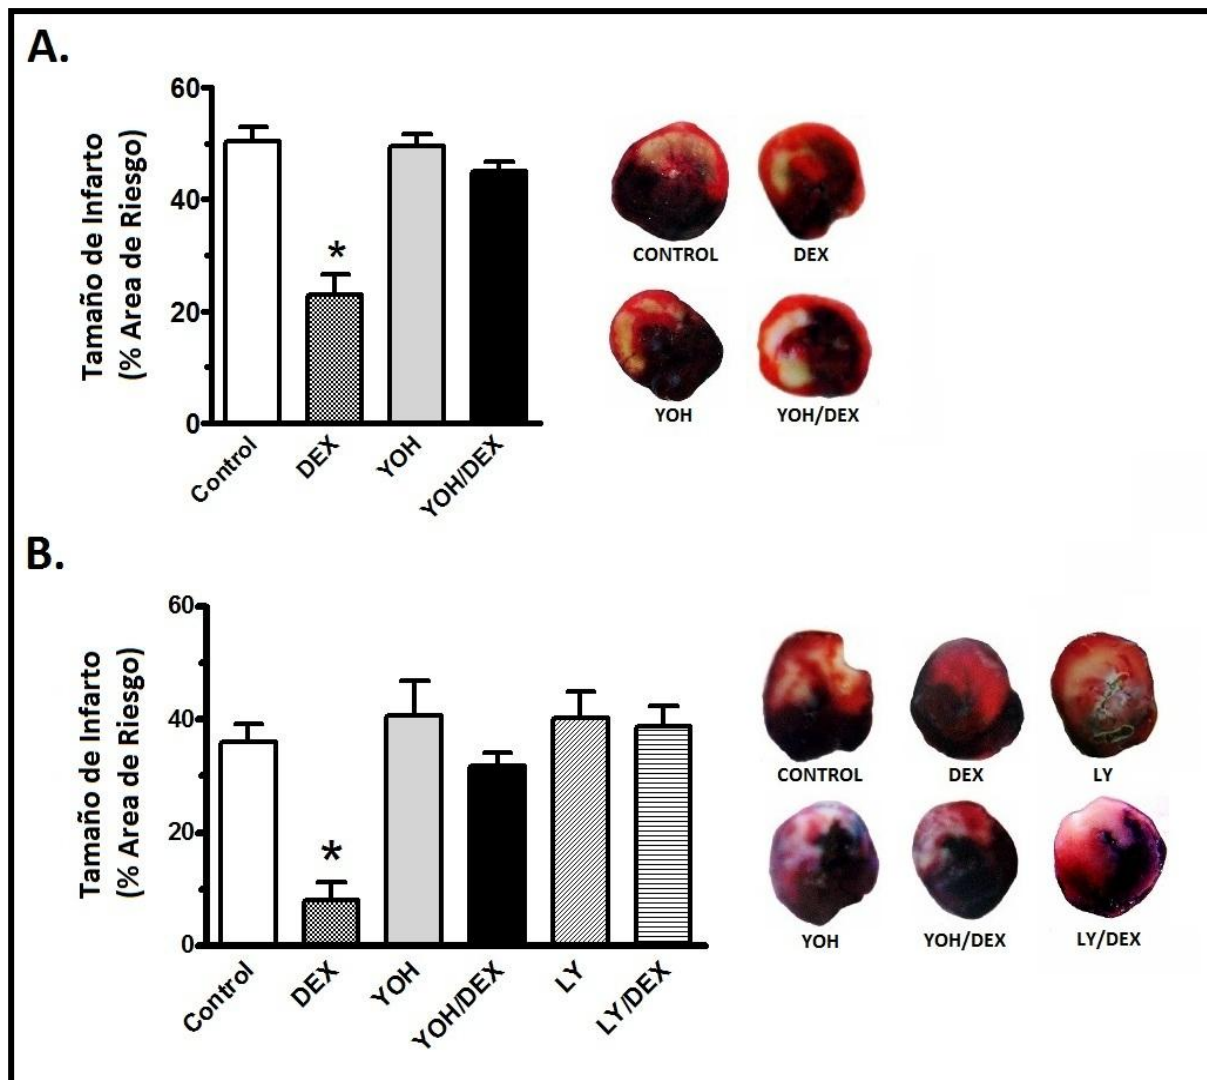 A.
Tamaño de Infarto
(% Area de Riesgo)
60
40
20
0
*
Control
DEX
YOH
YOH/DEX
CONTROL
DEX
YOH
YOH/DEX
B.
Tamaño de Infarto
(% Area de Riesgo)
60
40
20
0
*
Control
DEX
YOH
YOH/DEX
LY
LY/DEX
CONTROL
DEX
LY
YOH
YOH/DEX
LY/DEX